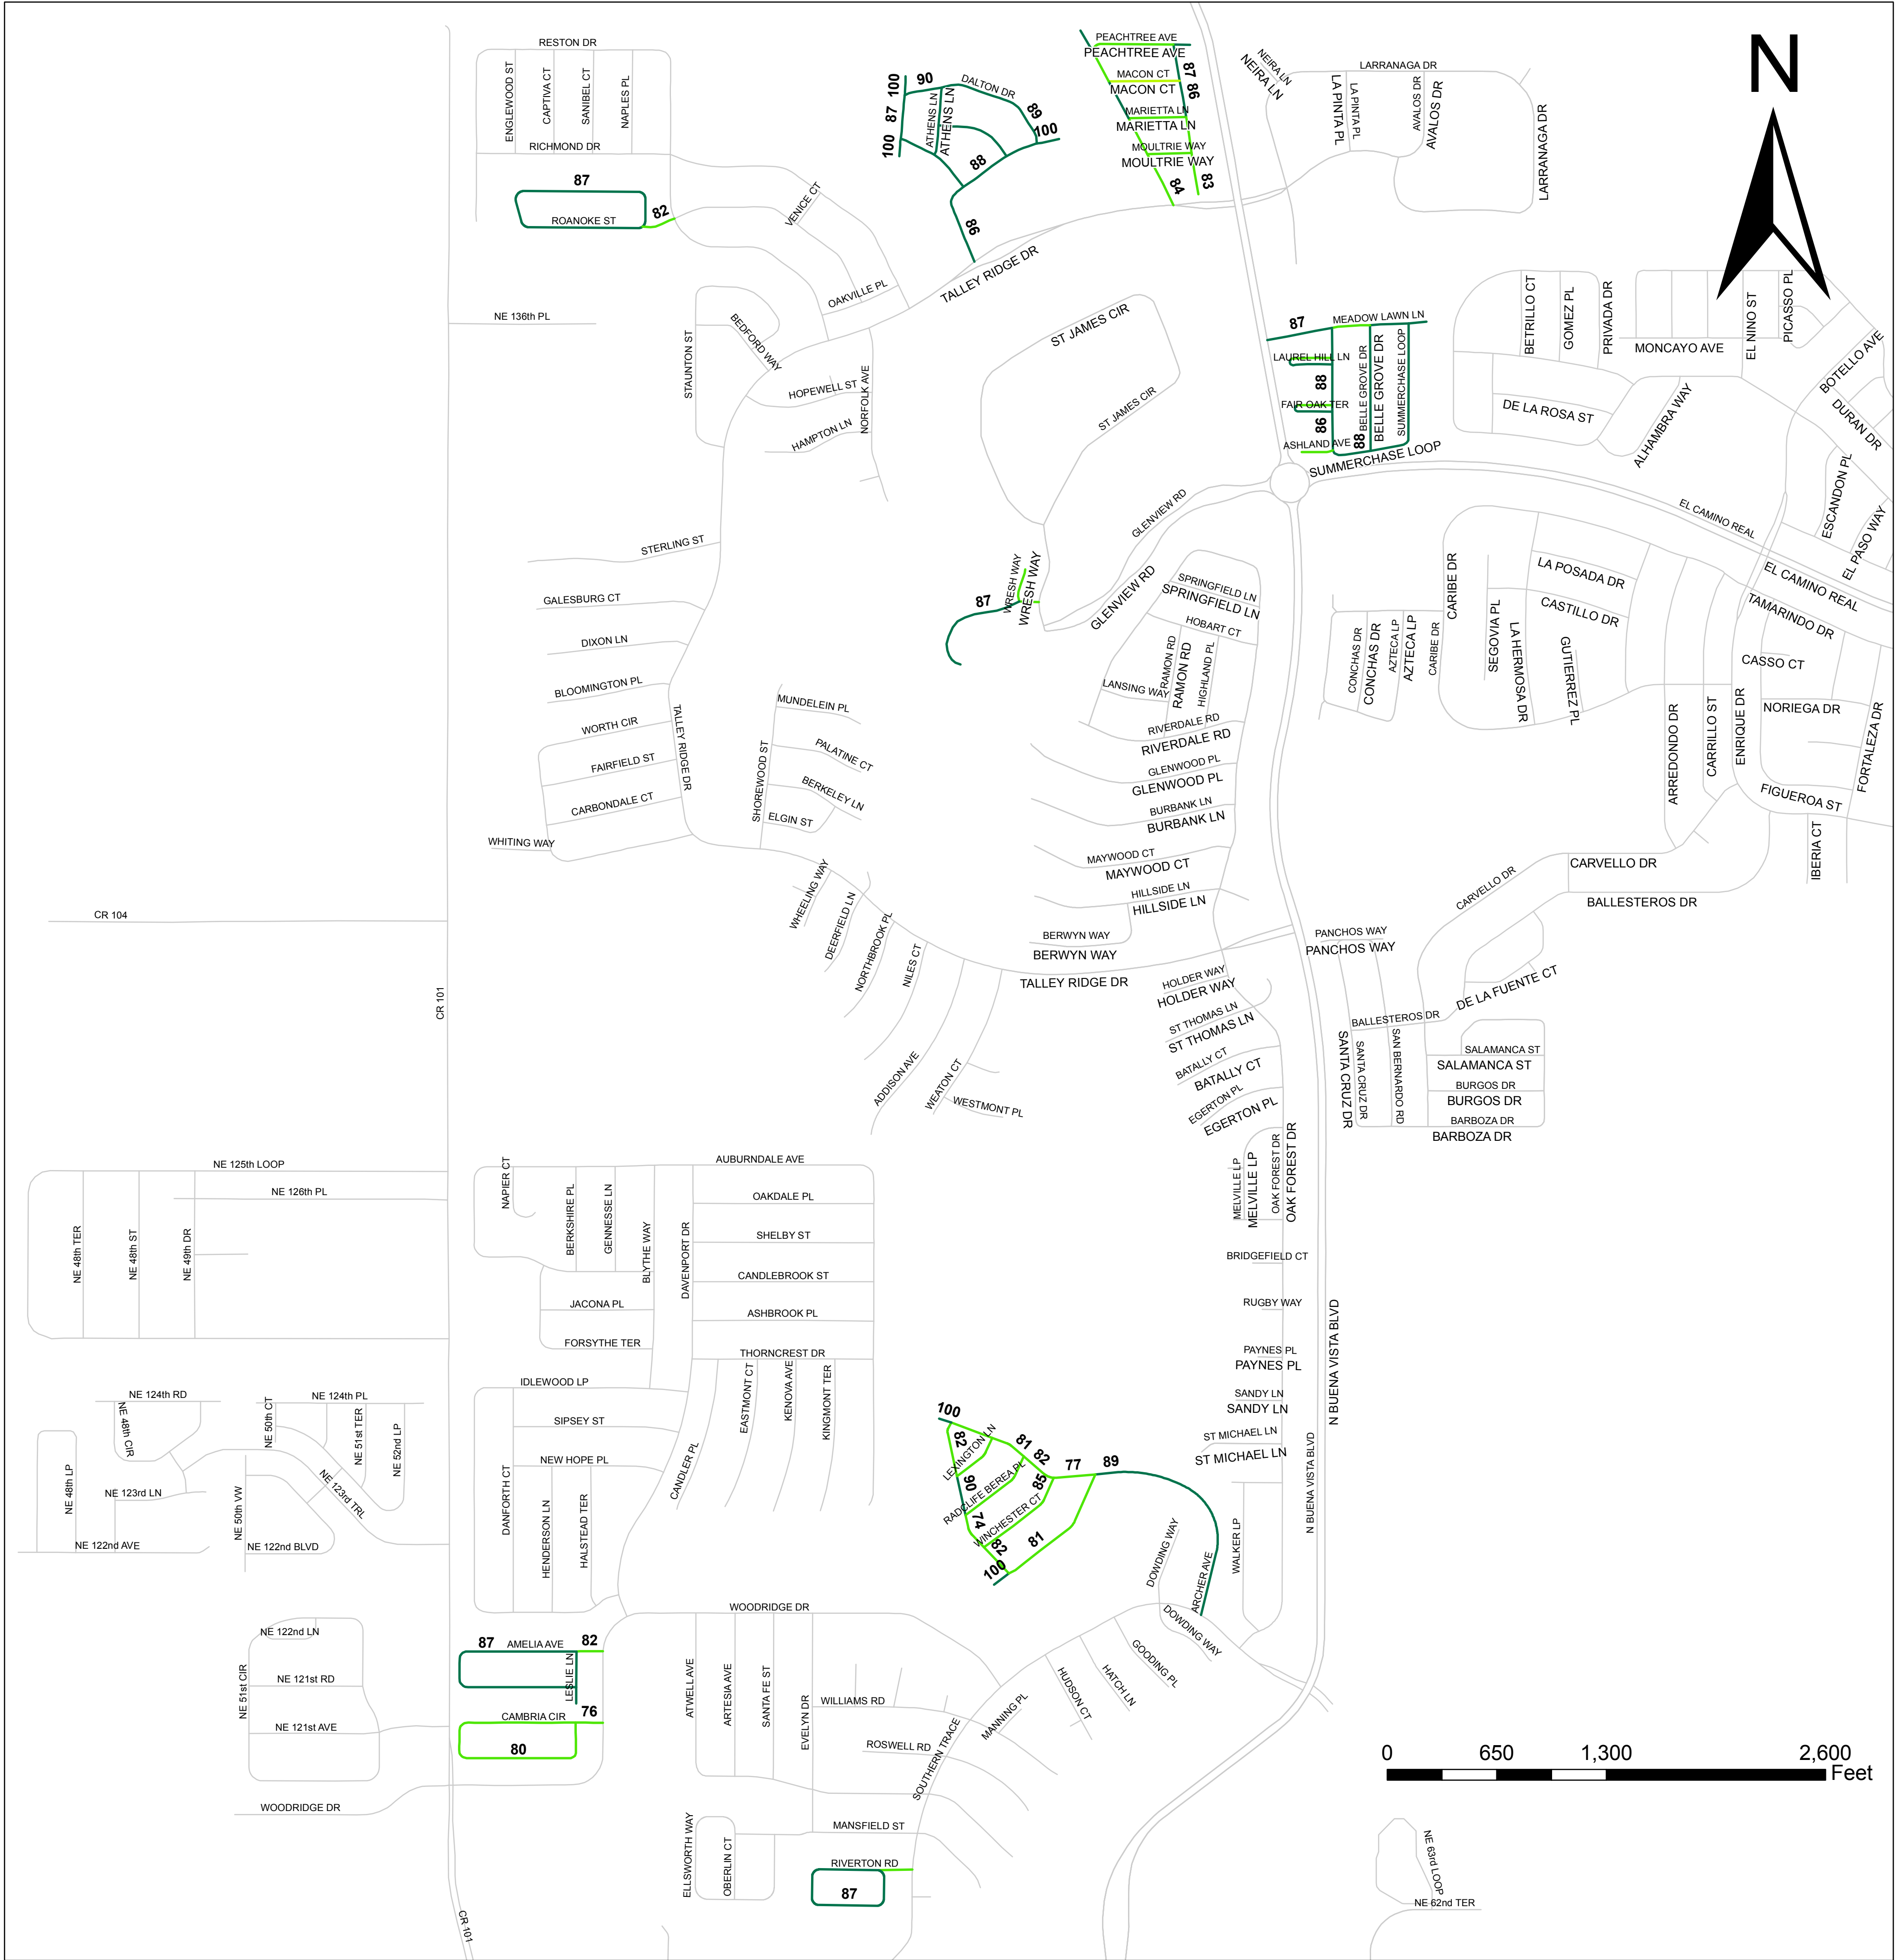 RESTON DR
ENGLEWOOD ST
CAPTIVA CT
SANIBEL CT
NAPLES PL
RICHMOND DR
87
ROANOKE ST
82
VENICE CT
OAKVILLE PL
NE 136th PL
STAUNTON ST
BEDFORD WAY
HOPEWELL ST
NORFOLK AVE
HAMPTON LN
100
90
DALTON DR
87
ATHENS LN
ATHENS LN
89
100
100
88
86
TALLEY RIDGE DR
PEACHTREE AVE
PEACHTREE AVE
87
MACON CT
MACON CT
86
MARIETTA LN
MARIETTA LN
MOULTRIE WAY
MOULTRIE WAY
84
83
NEIRA LN
NEIRA LN
LARRANAGA DR
LA PINTA PL
LA PINTA PL
AVALOS DR
AVALOS DR
LARRANAGA DR
N
ST JAMES CIR
ST JAMES CIR
87
MEADOW LAWN LN
LAUREL HILL LN
88
FAIR OAK TER
86
ASHLAND AVE
88
BELLE GROVE DR
BELLE GROVE DR
SUMMERCHASE LOOP
SUMMERCHASE LOOP
BETRILLO CT
GOMEZ PL
PRIVADA DR
MONCAYO AVE
EL NINO ST
PICASSO PL
BOTELLO AVE
DURAN DR
DE LA ROSA ST
ALHAMBRA WAY
ESCANDON PL
EL PASO WAY
EL CAMINO REAL
EL CAMINO REAL
TAMARINDO DR
GLENVIEW RD
GLENVIEW RD
WRESH WAY
WRESH WAY
87
SPRINGFIELD LN
SPRINGFIELD LN
HOBART CT
RAMON RD
RAMON RD
HIGHLAND PL
LANSING WAY
RIVERDALE RD
RIVERDALE RD
GLENWOOD PL
GLENWOOD PL
BURBANK LN
BURBANK LN
MAYWOOD CT
MAYWOOD CT
HILLSIDE LN
HILLSIDE LN
BERWYN WAY
BERWYN WAY
TALLEY RIDGE DR
STERLING ST
GALESBURG CT
DIXON LN
BLOOMINGTON PL
WORTH CIR
FAIRFIELD ST
CARBONDALE CT
WHITING WAY
TALLEY RIDGE DR
SHOREWOOD ST
MUNDELEIN PL
PALATINE CT
BERKELEY LN
ELGIN ST
WHEELING WAY
DEERFIELD LN
NORTHBROOK PL
NILES CT
ADDISON AVE
WEATON CT
WESTMONT PL
CARIBE DR
CARIBE DR
CONCHAS DR
CONCHAS DR
AZTECA LP
AZTECA LP
SEGOVIA PL
LA HERMOSA DR
GUTIERREZ PL
LA POSADA DR
CASTILLO DR
CASSO CT
NORIEGA DR
ARREDONDO DR
CARRILLO ST
ENRIQUE DR
FORTALEZA DR
FIGUEROA ST
IBERIA CT
CARVELLO DR
CARVELLO DR
BALLESTEROS DR
PANCHOS WAY
PANCHOS WAY
DE LA FUENTE CT
BALLESTEROS DR
SANTA CRUZ DR
SANTA CRUZ DR
SAN BERNARDO RD
SALAMANCA ST
SALAMANCA ST
BURGOS DR
BURGOS DR
BARBOZA DR
BARBOZA DR
HOLDER WAY
HOLDER WAY
ST THOMAS LN
ST THOMAS LN
BATALLY CT
BATALLY CT
EGERTON PL
EGERTON PL
MELVILLE LP
MELVILLE LP
OAK FOREST DR
OAK FOREST DR
BRIDGEFIELD CT
RUGBY WAY
PAYNES PL
PAYNES PL
SANDY LN
SANDY LN
ST MICHAEL LN
ST MICHAEL LN
N BUENA VISTA BLVD
N BUENA VISTA BLVD
CR 104
CR 101
NE 125th LOOP
NE 126th PL
NE 48th TER
NE 48th ST
NE 49th DR
NAPIER CT
AUBURNDALE AVE
BERKSHIRE PL
GENNESSE LN
BLYTHE WAY
DAVENPORT DR
OAKDALE PL
SHELBY ST
CANDLEBROOK ST
ASHBROOK PL
THORNCREST DR
JACONA PL
FORSYTHE TER
IDLEWOOD LP
SIPSEY ST
NEW HOPE PL
DANFORTH CT
HENDERSON LN
HALSTEAD TER
CANDLER PL
EASTMONT CT
KENOVA AVE
KINGMONT TER
NE 124th RD
NE 48th CIR
NE 50th CT
NE 124th PL
NE 51st TER
NE 52nd LP
NE 48th LP
NE 123rd LN
NE 50th VW
NE 123rd TRL
NE 122nd AVE
NE 122nd BLVD
NE 122nd LN
NE 51st CIR
NE 121st RD
NE 121st AVE
WOODRIDGE DR
100
82
LEXINGTON LN
81
82
77
89
90
RADCLIFE BEREA PL
85
74
WINCHESTER CT
82
81
100
DOWDING WAY
ARCHER AVE
WALKER LP
DOWDING WAY
GOODING PL
HATCH LN
HUDSON CT
MANNING PL
WOODRIDGE DR
87
AMELIA AVE
82
LESLIE LN
CAMBRIA CIR
76
80
ATWELL AVE
ARTESIA AVE
SANTA FE ST
EVELYN DR
WILLIAMS RD
ROSWELL RD
SOUTHERN TRACE
MANSFIELD ST
ELLSWORTH WAY
OBERLIN CT
RIVERTON RD
87
CR 101
0 650 1,300 2,600
Feet
NE 63rd LOOP
NE 62nd TER